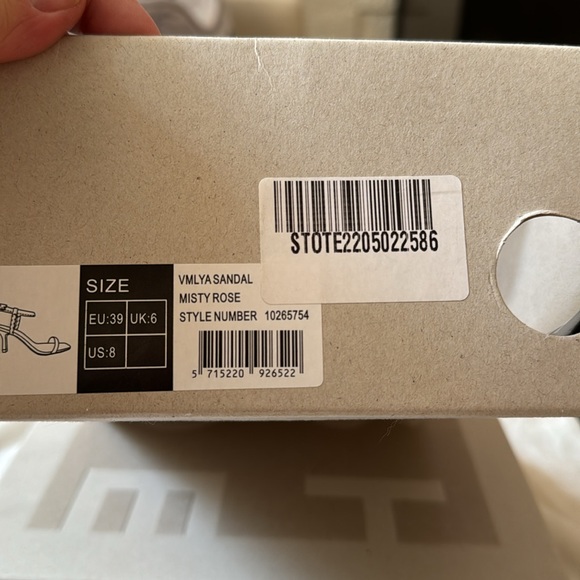 STOTE2205022586
SIZE
EU:39 UK:6
US:8
VMLYA SANDAL
MISTY ROSE
STYLE NUMBER 10265754
5 715220 926522